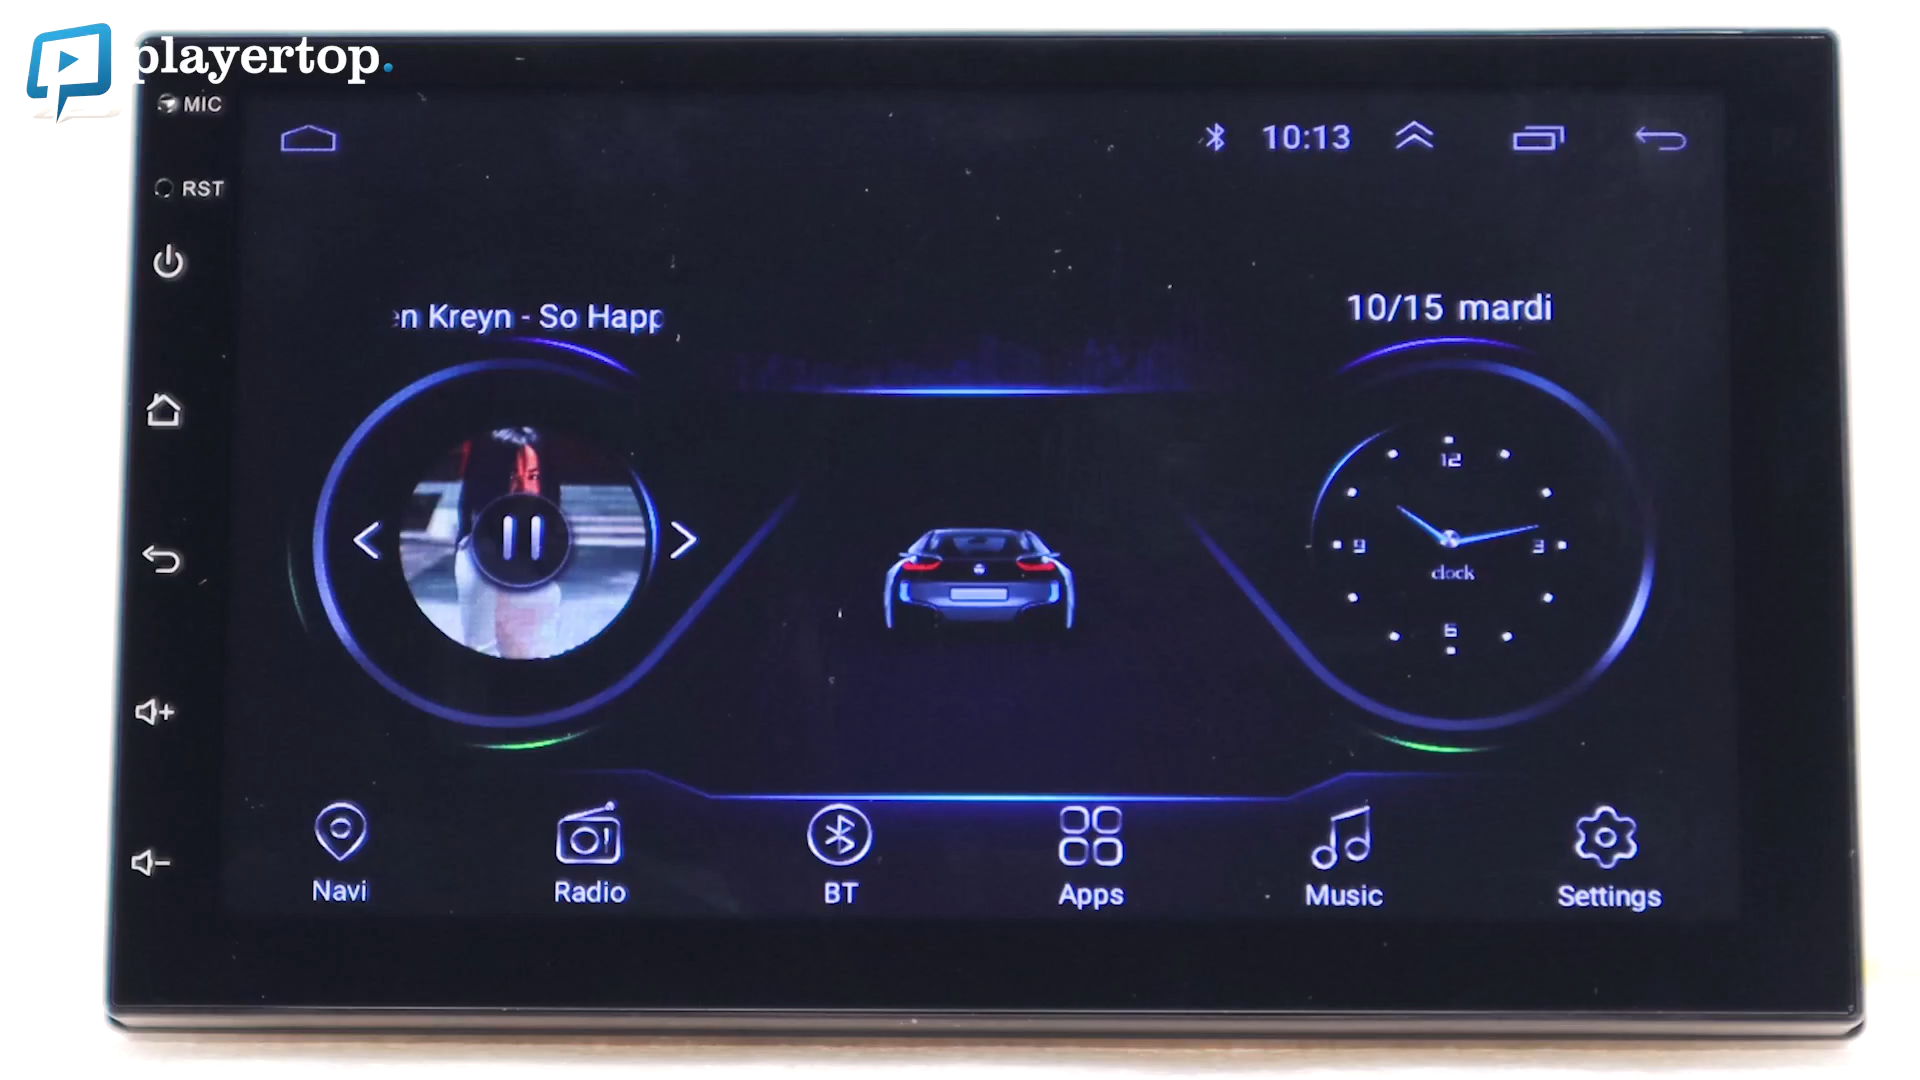 playertop.
MIC
10:13
RST
en Kreyn - So Happ
10/15 mardi
12
9
3
clock
6
Navi
Radio
BT
Apps
Music
Settings